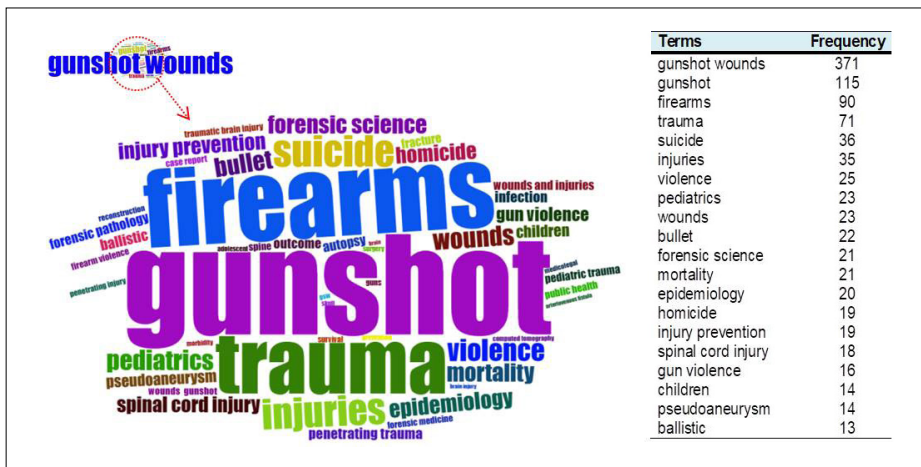 gunshot wounds
traumatic brain injury
forensic science
injury prevention
suicide
fracture
case report
bullet
homicide
firearms
wounds and injuries
infection
reconstruction
gun violence
forensic pathology
ballistic
wounds
children
firearm violence
adolescent
spine
outcome
autopsy
brain
surgery
gunshot
pediatric trauma
penetrating injury
guns
public health
morbidity
survival
computed tomography
pediatrics
trauma
violence
pseudoaneurysm
mortality
brain injury
wounds gunshot
spinal cord injury
injuries
epidemiology
forensic medicine
penetrating trauma
Terms Frequency
gunshot wounds 371
gunshot 115
firearms 90
trauma 71
suicide 36
injuries 35
violence 25
pediatrics 23
wounds 23
bullet 22
forensic science 21
mortality 21
epidemiology 20
homicide 19
injury prevention 19
spinal cord injury 18
gun violence 16
children 14
pseudoaneurysm 14
ballistic 13